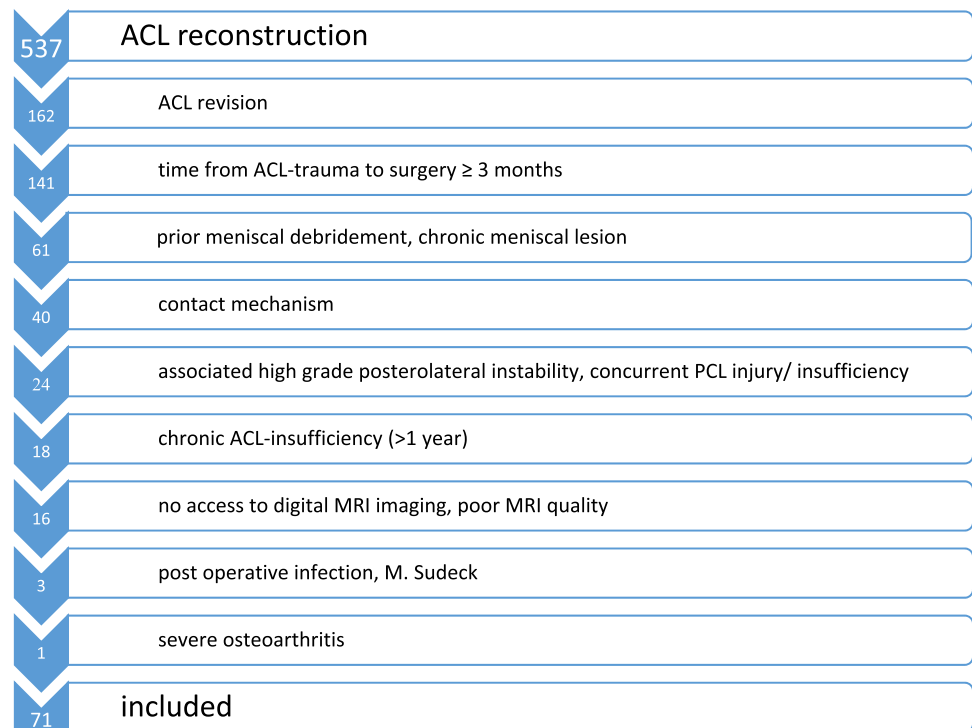 537 ACL reconstruction
162 ACL revision
141 time from ACL-trauma to surgery ≥ 3 months
61 prior meniscal debridement, chronic meniscal lesion
40 contact mechanism
24 associated high grade posterolateral instability, concurrent PCL injury/ insufficiency
18 chronic ACL-insufficiency (>1 year)
16 no access to digital MRI imaging, poor MRI quality
3 post operative infection, M. Sudeck
1 severe osteoarthritis
71 included